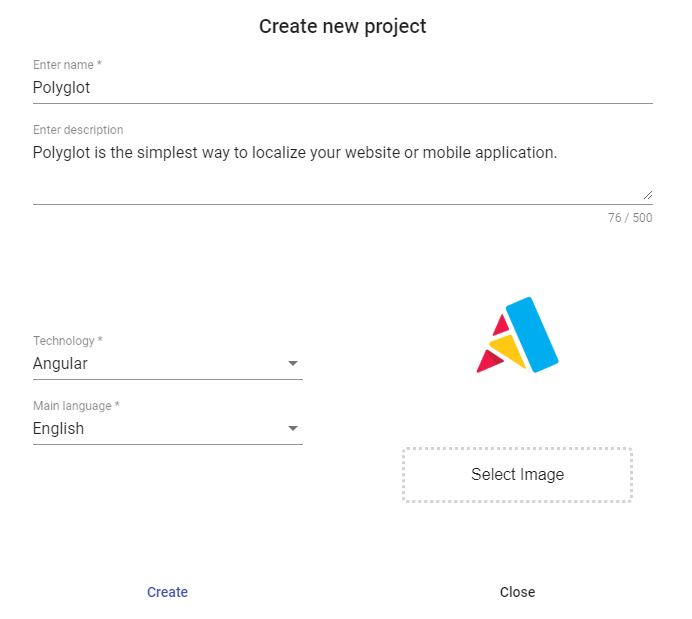 Create new project
Enter name *
Polyglot
Enter description
Polyglot is the simplest way to localize your website or mobile application.
76 / 500
Technology *
Angular
Main language *
English
Select Image
Create
Close